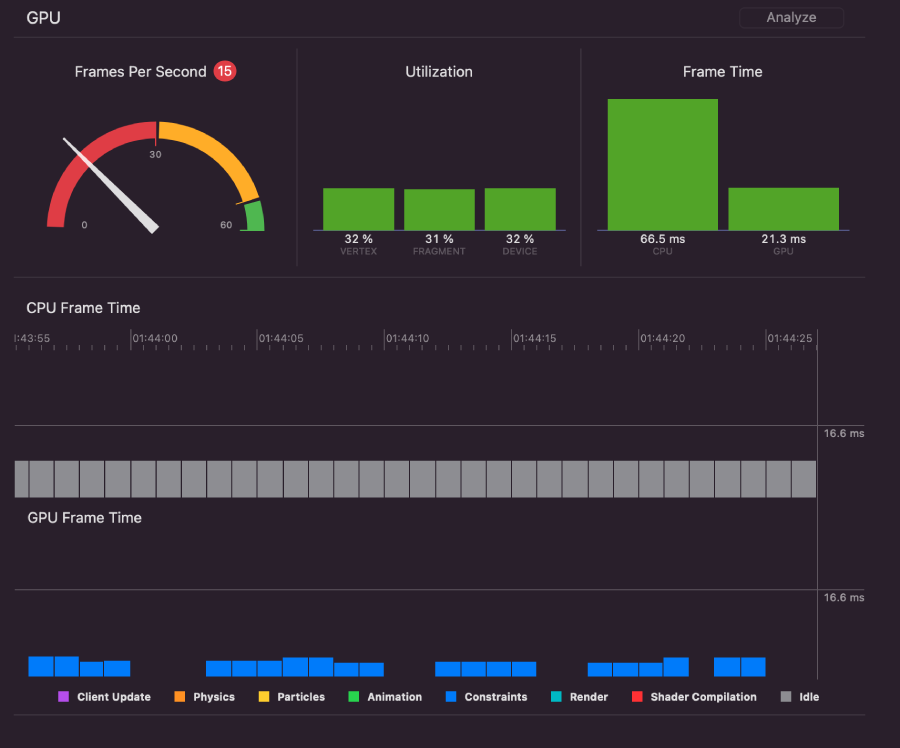 GPU
Analyze
Frames Per Second 15
Utilization
Frame Time
30
0
60
32 % 31 % 32 %
VERTEX FRAGMENT DEVICE
66.5 ms 21.3 ms
CPU GPU
CPU Frame Time
:43:55 01:44:00 01:44:05 01:44:10 01:44:15 01:44:20 01:44:25
16.6 ms
GPU Frame Time
16.6 ms
Client Update Physics Particles Animation Constraints Render Shader Compilation Idle